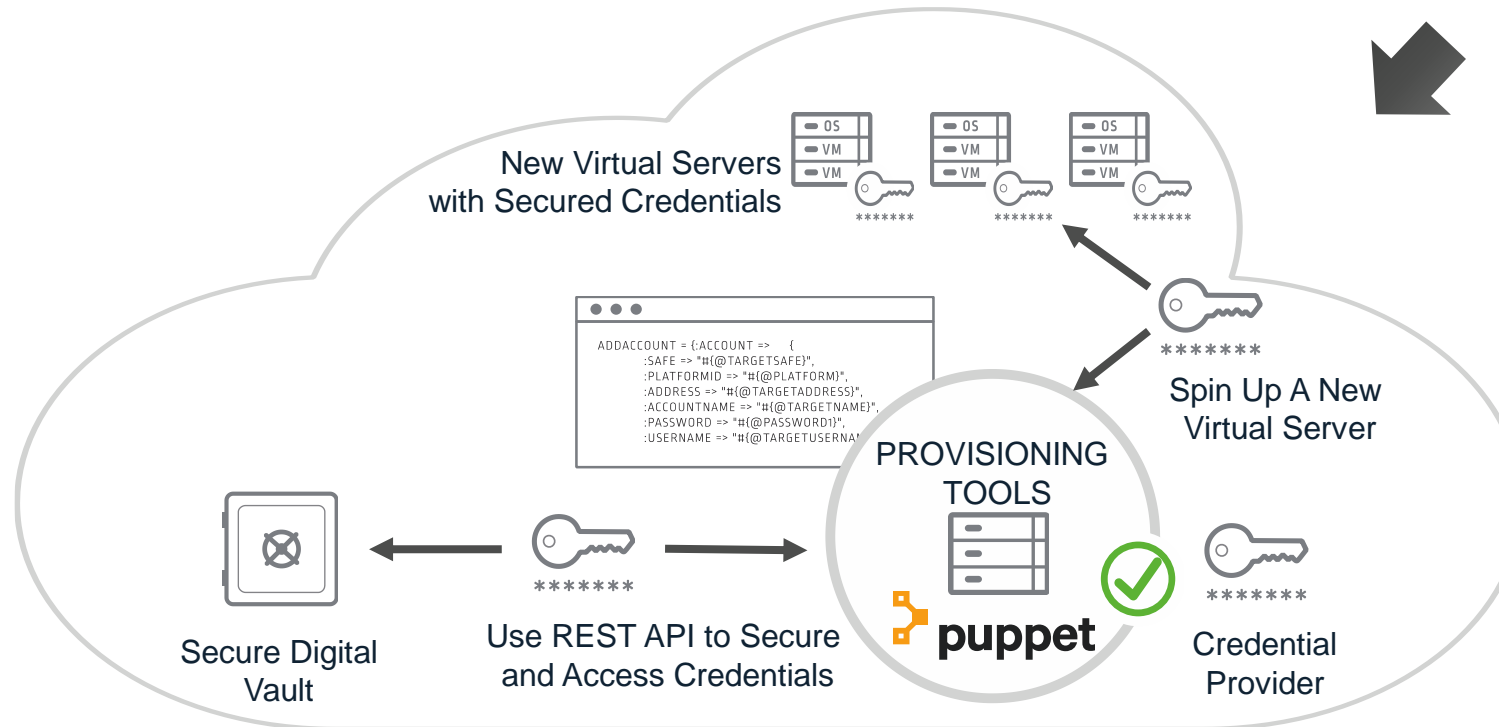 OS
VM
VM
*******
OS
VM
VM
*******
OS
VM
VM
*******
New Virtual Servers
with Secured Credentials
ADDACCOUNT = {:ACCOUNT => {
:SAFE => "#{@TARGETSAFE}",
:PLATFORMID => "#{@PLATFORM}",
:ADDRESS => "#{@TARGETADDRESS}",
:ACCOUNTNAME => "#{@TARGETNAME}",
:PASSWORD => "#{@PASSWORD1}",
:USERNAME => "#{@TARGETUSERNA
*******
Spin Up A New
Virtual Server
PROVISIONING
TOOLS
puppet
*******
Credential
Provider
*******
Use REST API to Secure
and Access Credentials
Secure Digital
Vault